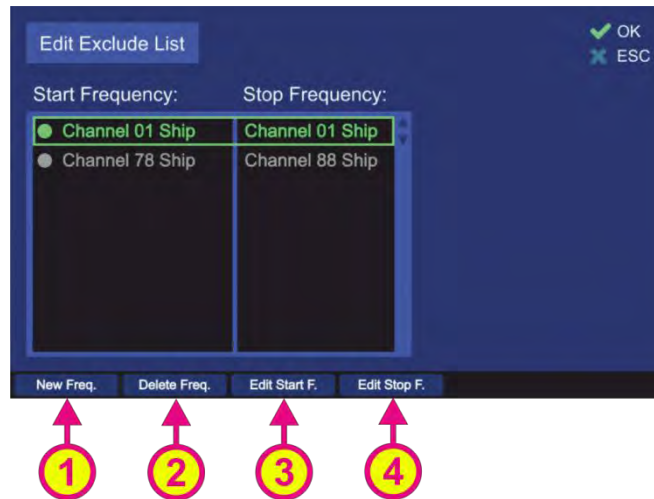 Edit Exclude List
OK
ESC
Start Frequency: Stop Frequency:
Channel 01 Ship Channel 01 Ship
Channel 78 Ship Channel 88 Ship
New Freq. Delete Freq. Edit Start F. Edit Stop F.
1 2 3 4